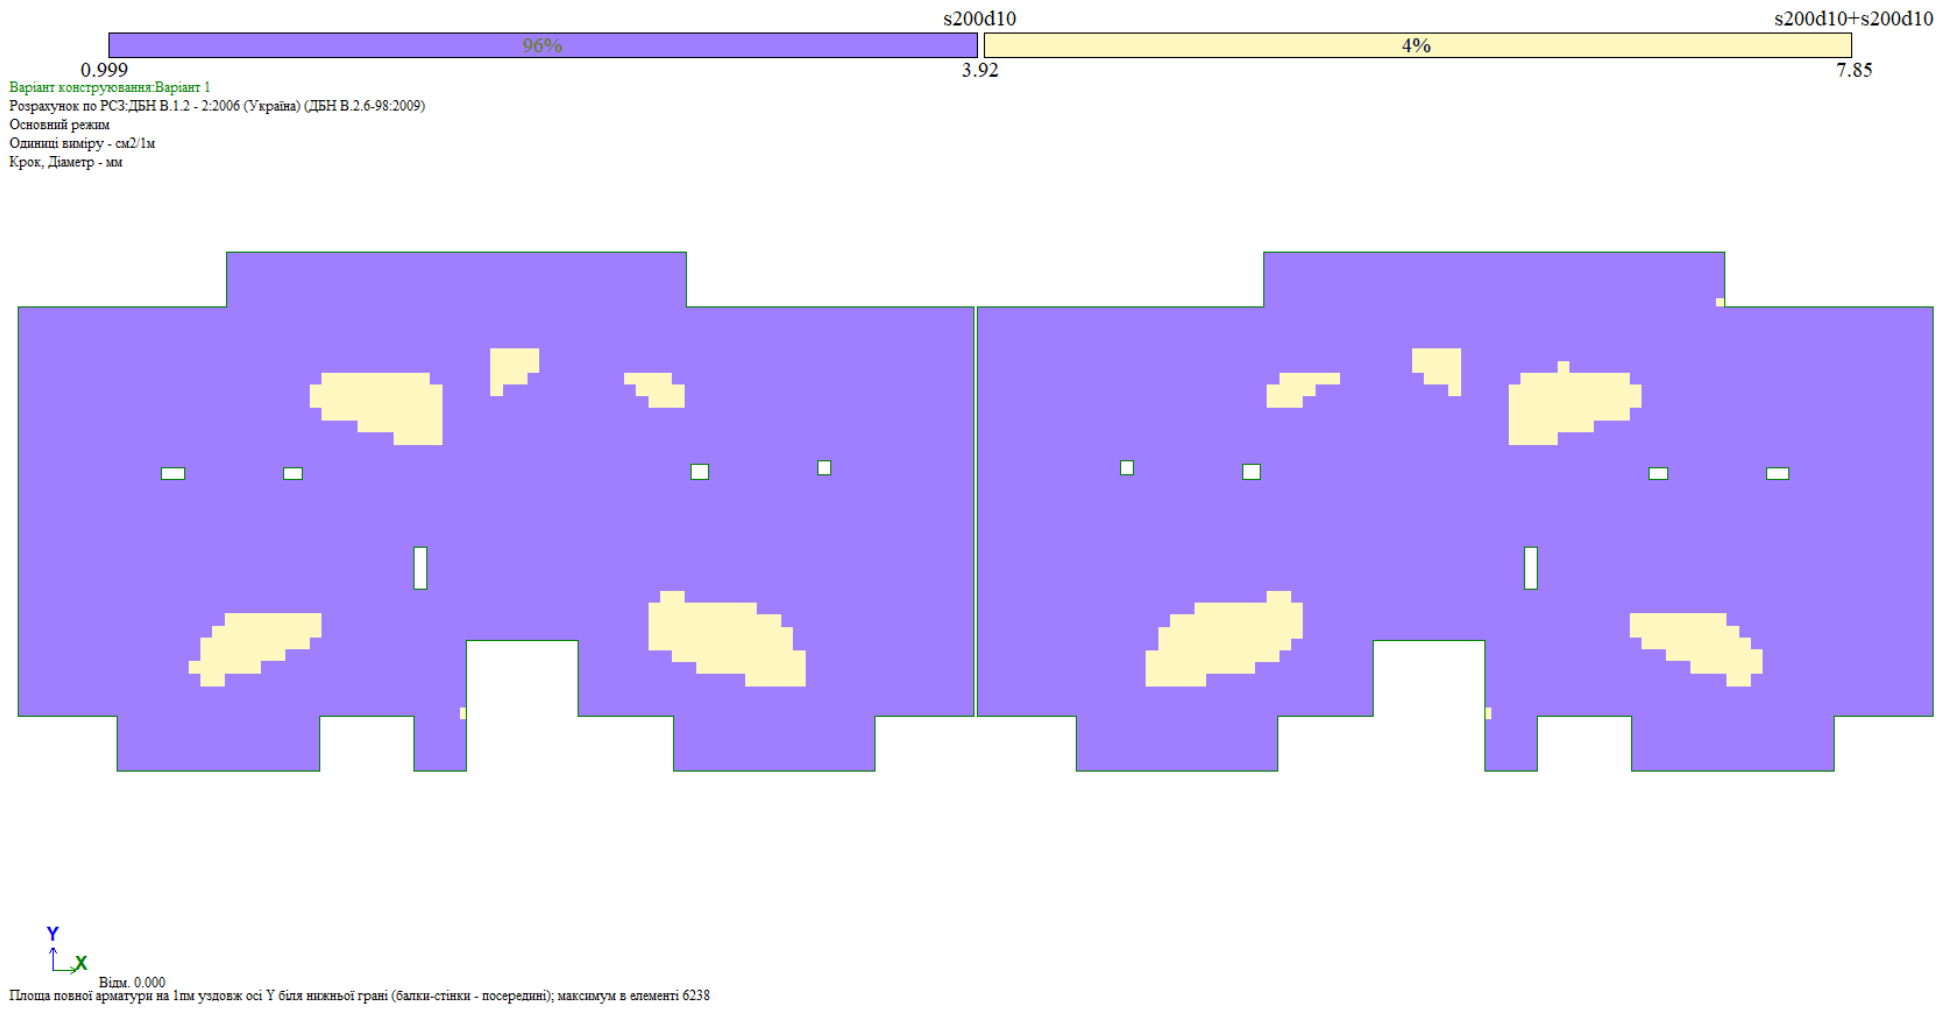 s200d10 s200d10+s200d10
96% 4%
0.999 3.92 7.85
Варіант конструювання:Варіант 1
Розрахунок по РСЗ:ДБН В.1.2 - 2:2006 (Україна) (ДБН В.2.6-98:2009)
Основний режим
Одиниці виміру - см2/1м
Крок, Діаметр - мм
Y
X
Відм. 0.000
Площа повної арматури на 1пм уздовж осі Y біля нижньої грані (балки-стінки - посередині); максимум в елементі 6238